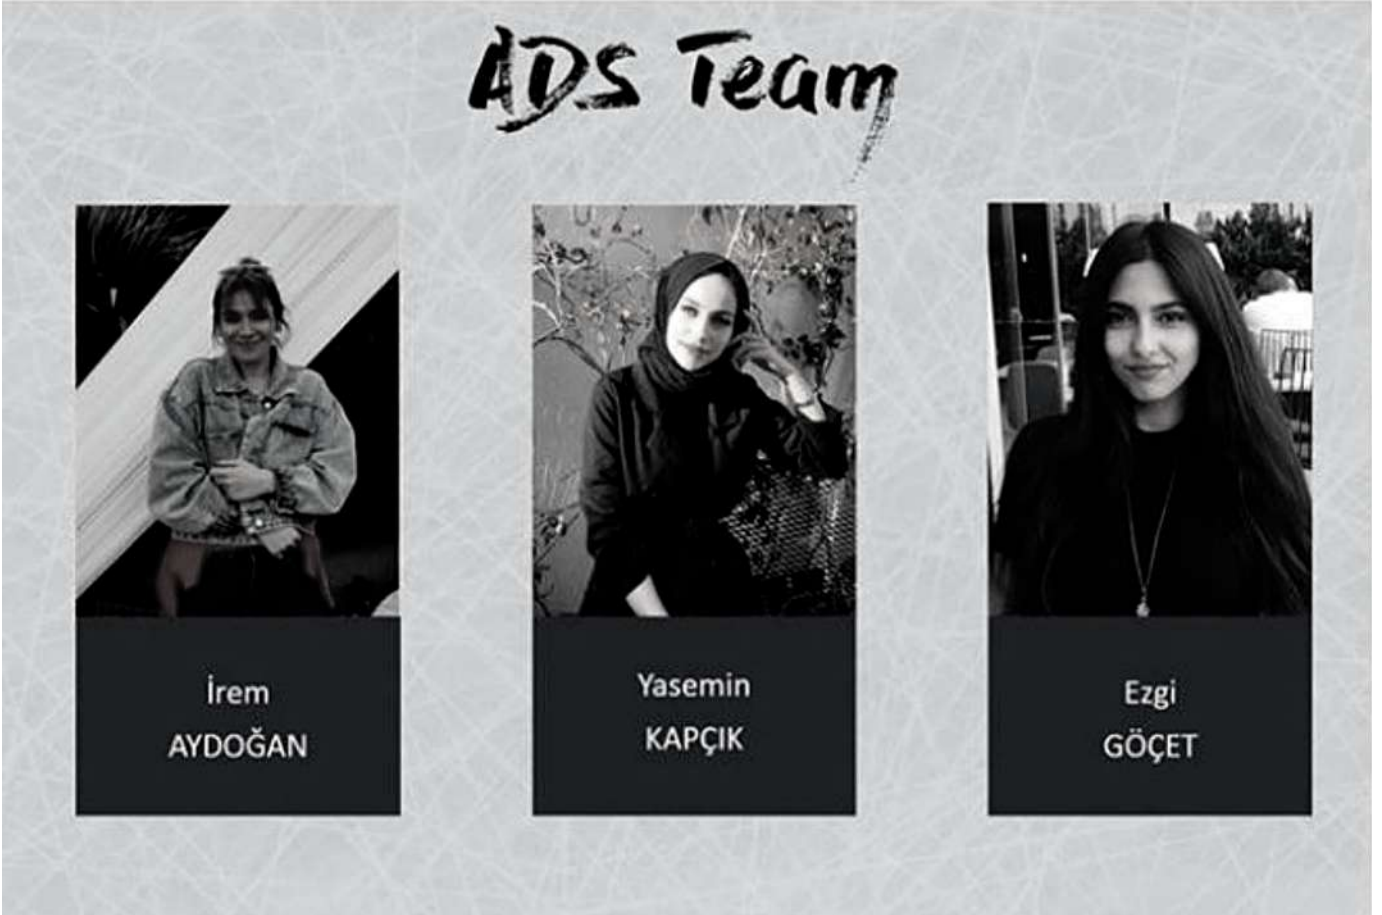 ADS Team
İrem
AYDOĞAN
Yasemin
KAPÇIK
Ezgi
GÖÇET